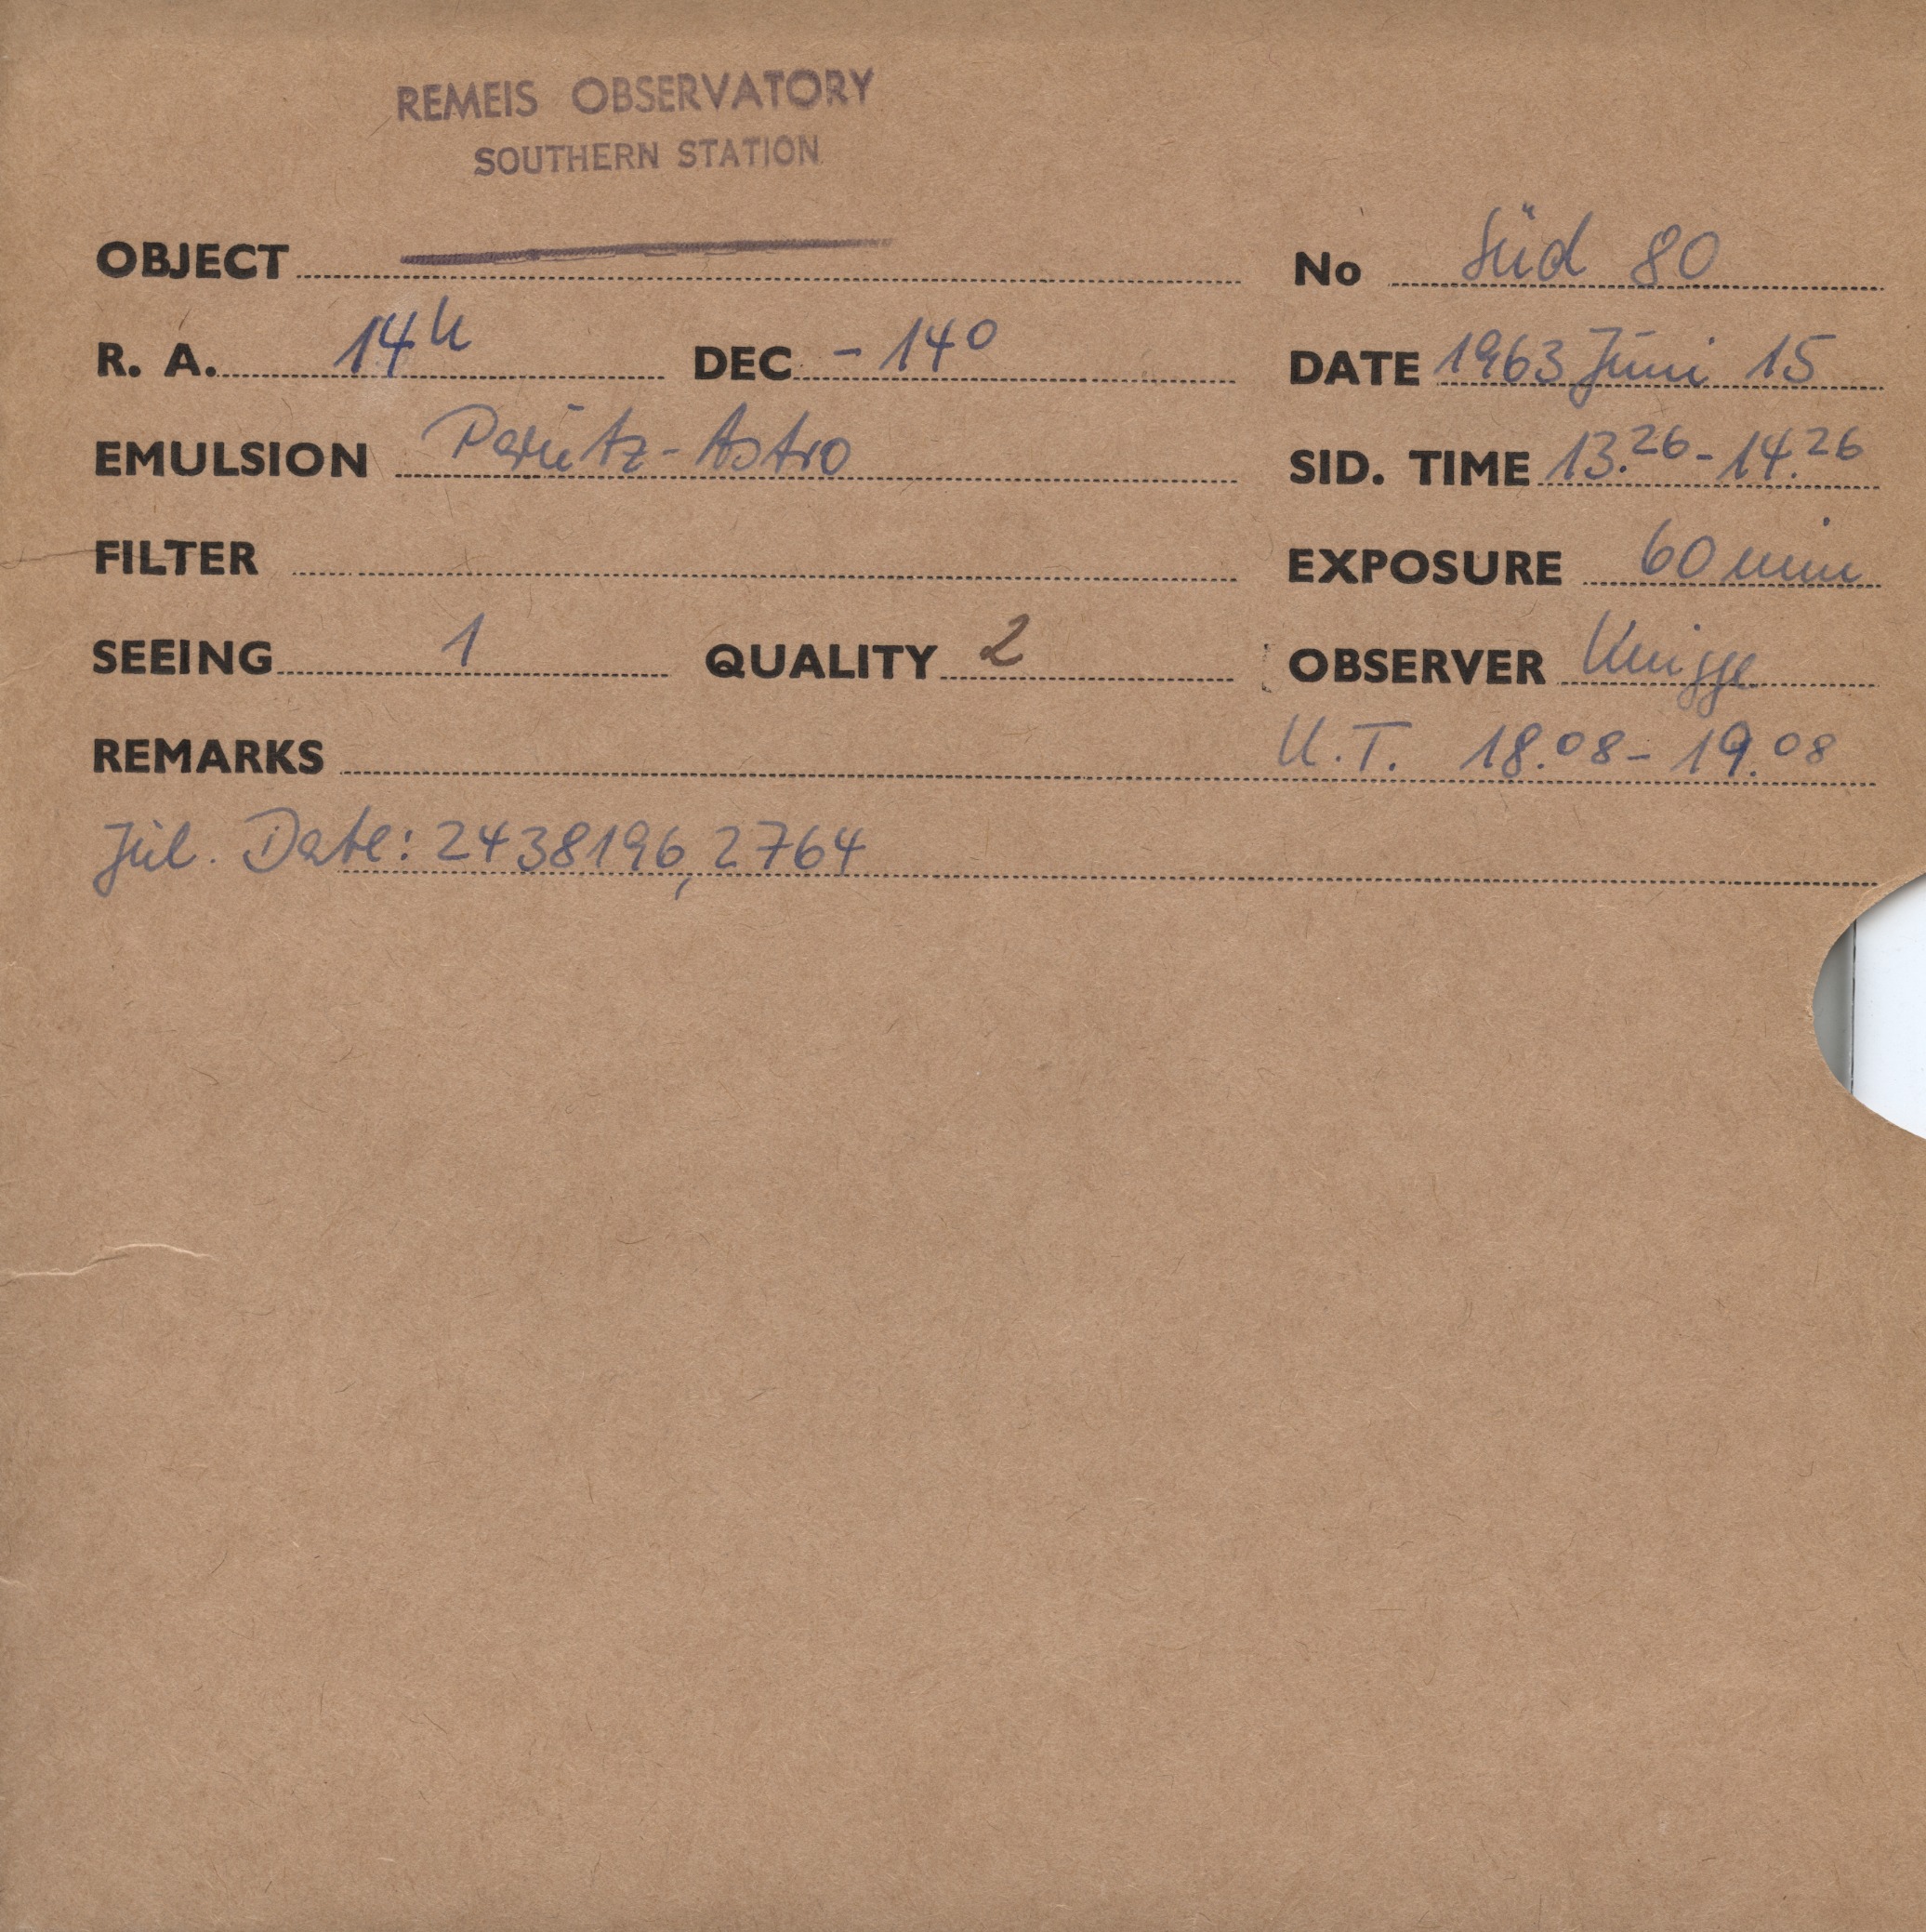 REMEIS OBSERVATORY
SOUTHERN STATION
OBJECT No Süd 80
R. A. 14h DEC -14° DATE 1963 Juni 15
EMULSION Perutz-Astro SID. TIME 13.26-14.26
FILTER EXPOSURE 60 min
SEEING 1 QUALITY 2 OBSERVER Knigge
REMARKS U.T. 18.08-19.08
Jul. Date: 2438196,2764